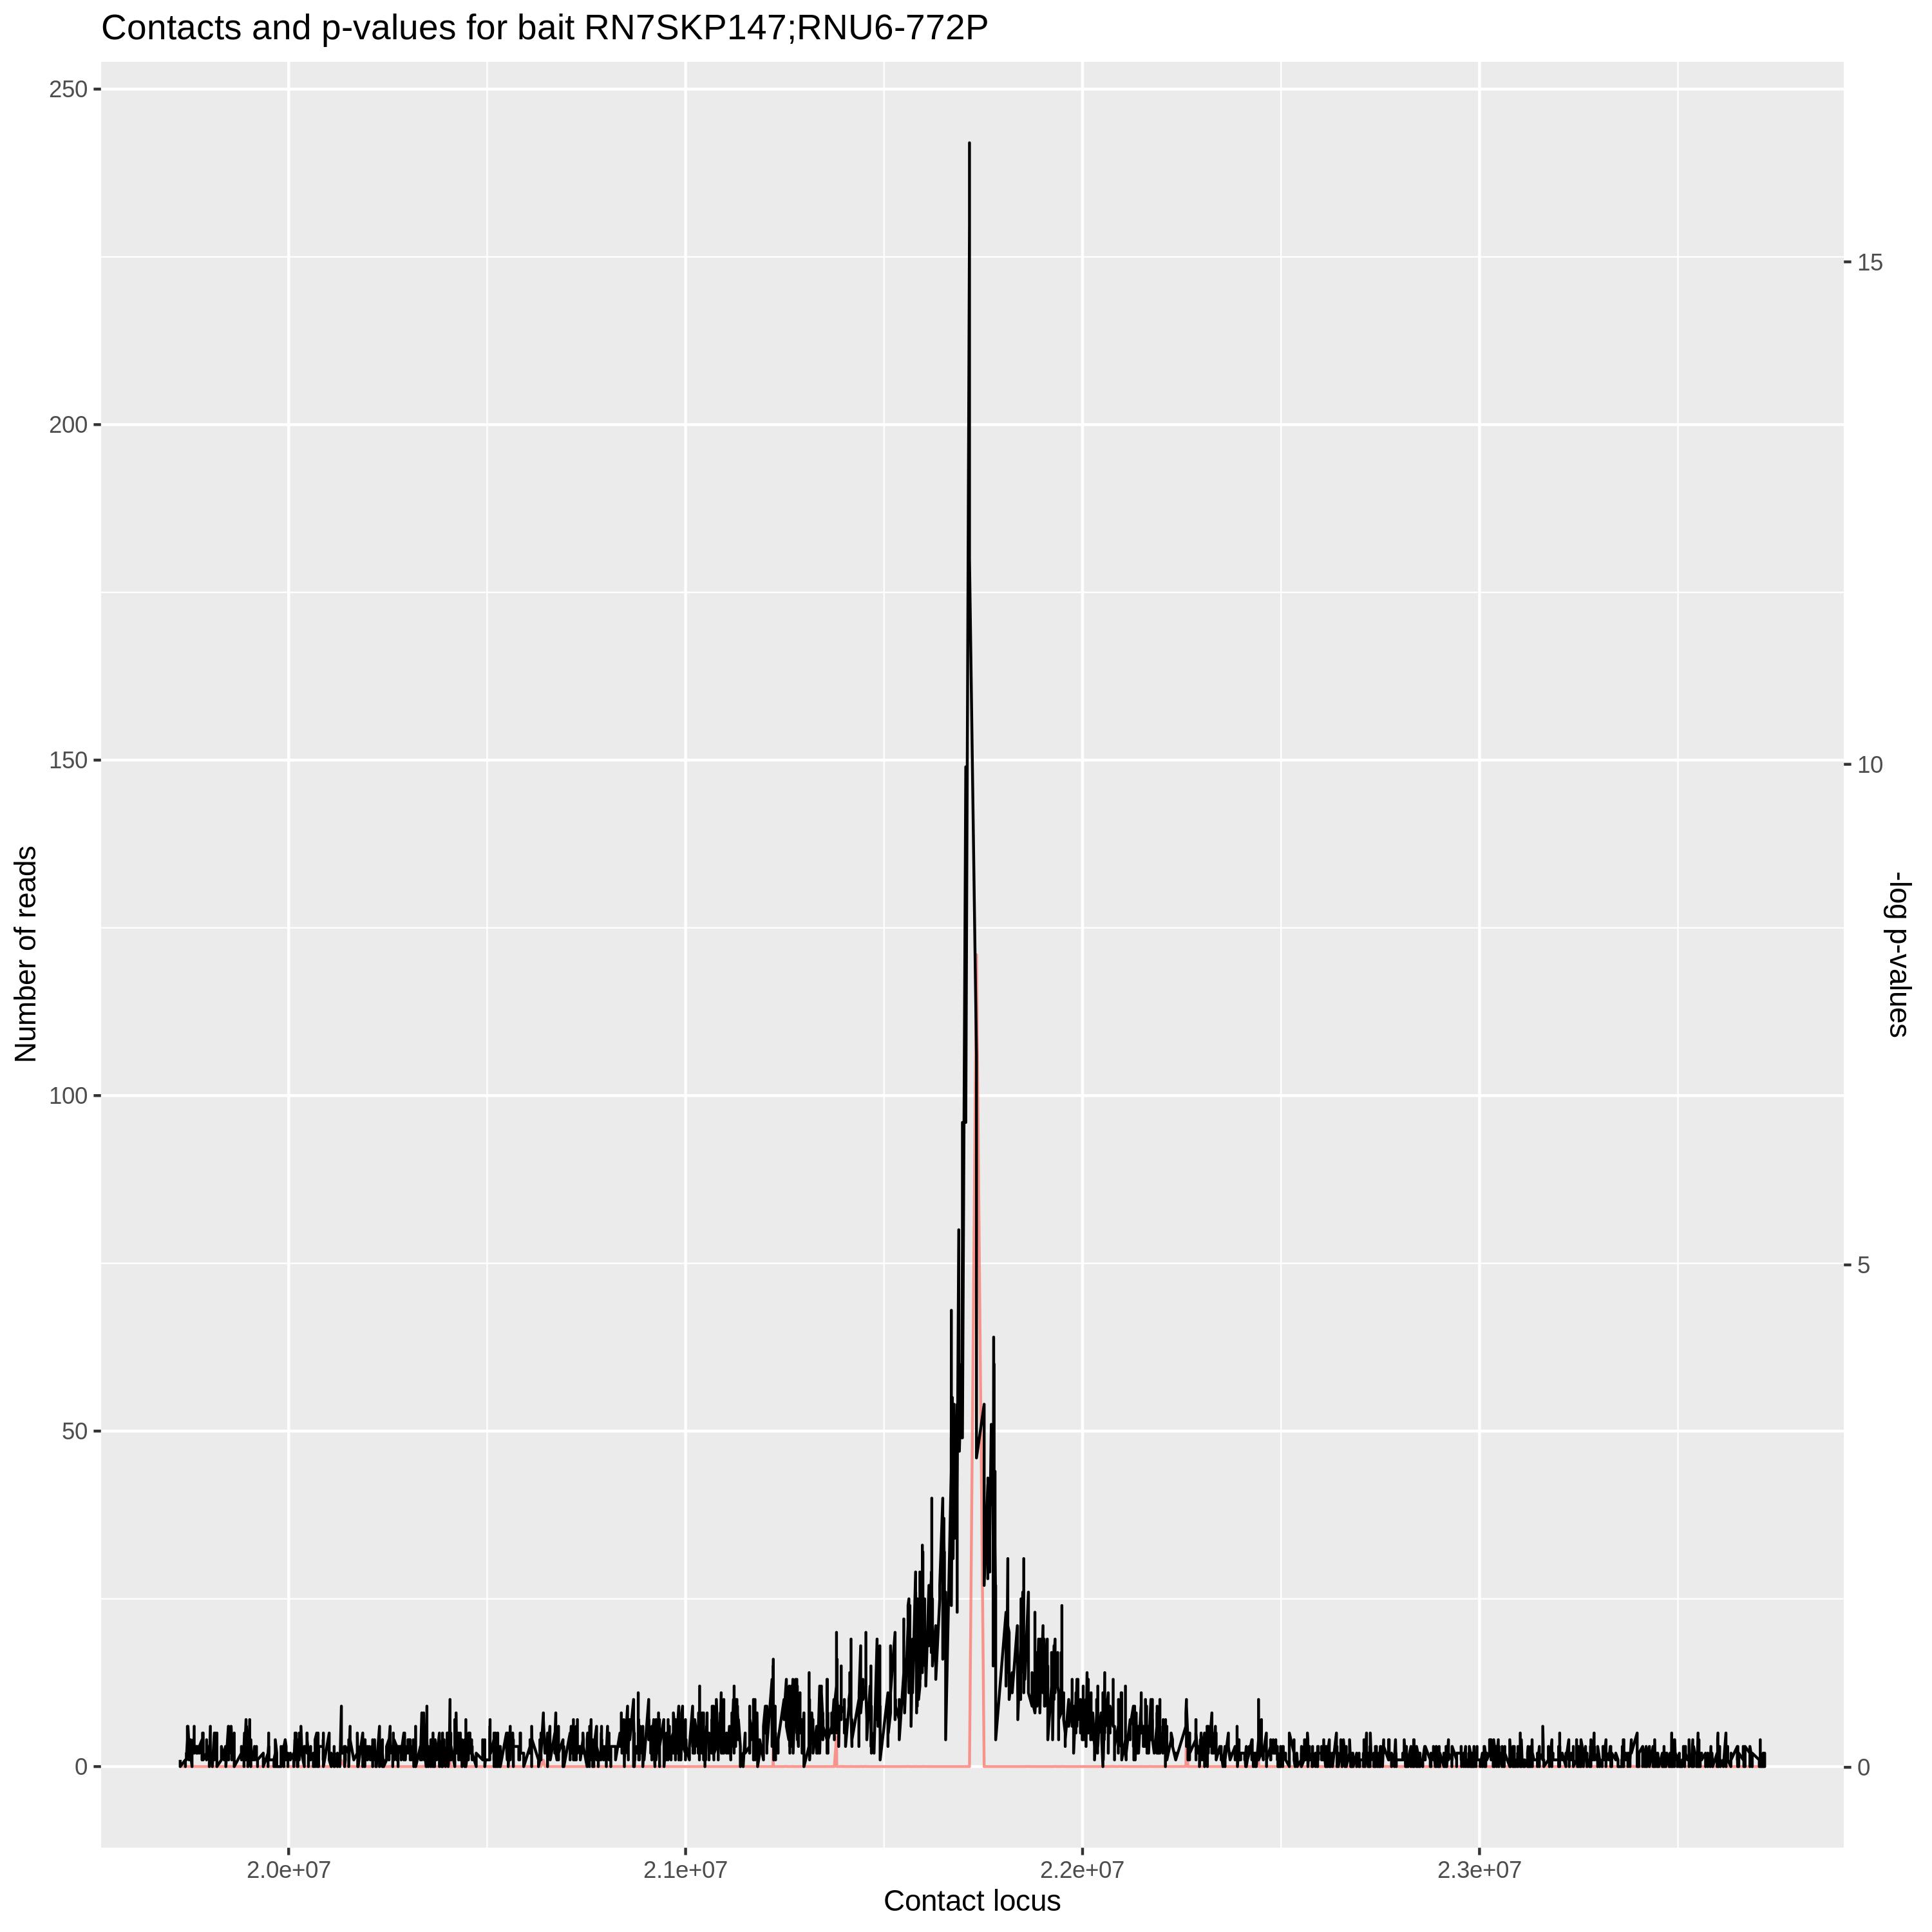 Contacts and p-values for bait RN7SKP147;RNU6-772P
250
200
150
100
50
0
Number of reads
15
10
5
0
-log p-values
2.0e+07
2.1e+07
2.2e+07
2.3e+07
Contact locus